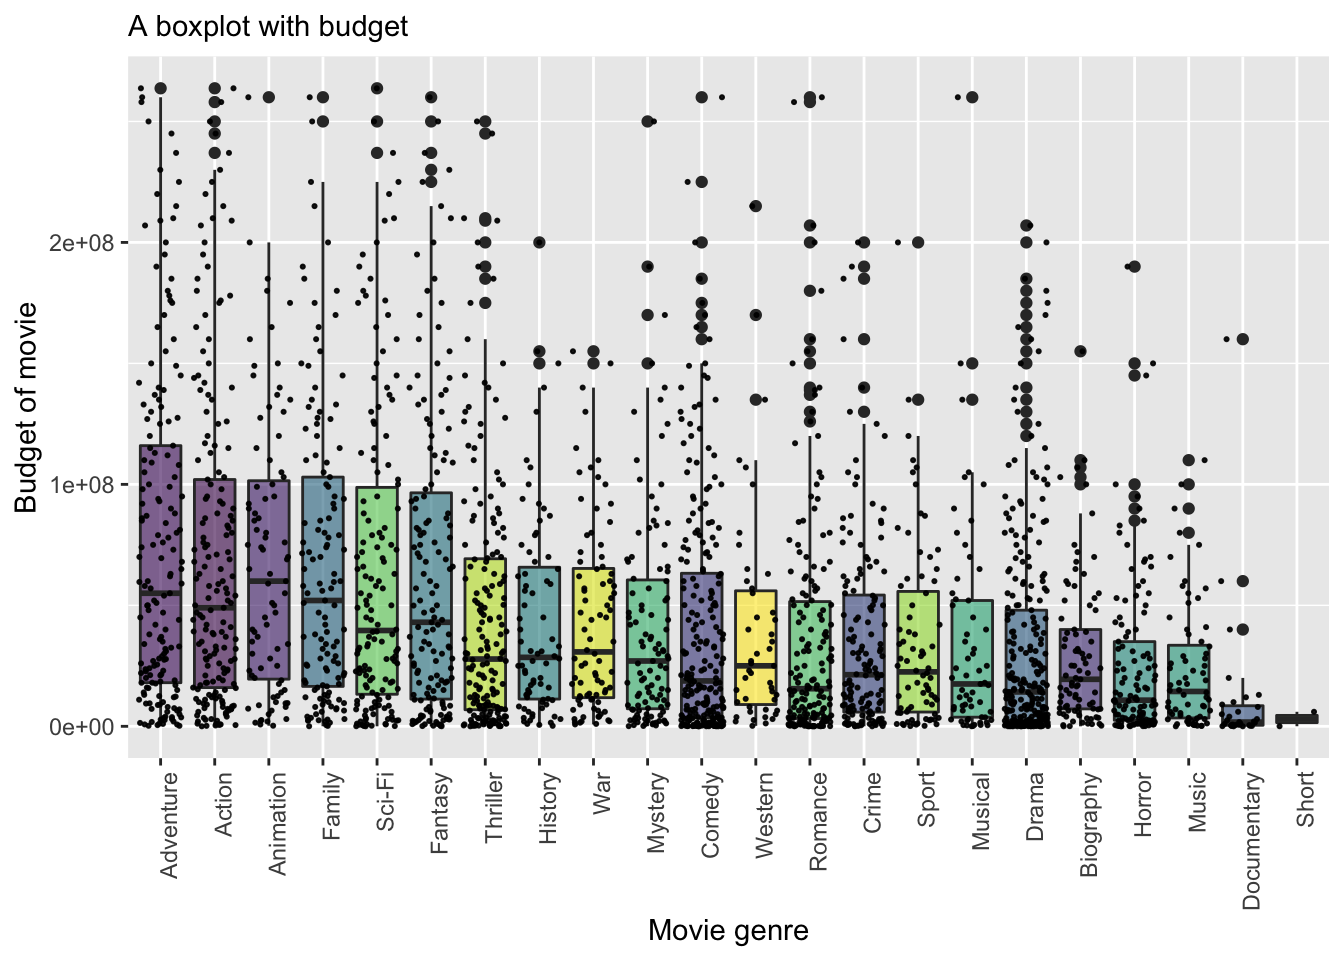 A boxplot with budget
Budget of movie
2e+08
1e+08
0e+00
Adventure
Action
Animation
Family
Sci-Fi
Fantasy
Thriller
History
War
Mystery
Comedy
Western
Romance
Crime
Sport
Musical
Drama
Biography
Horror
Music
Documentary
Short
Movie genre